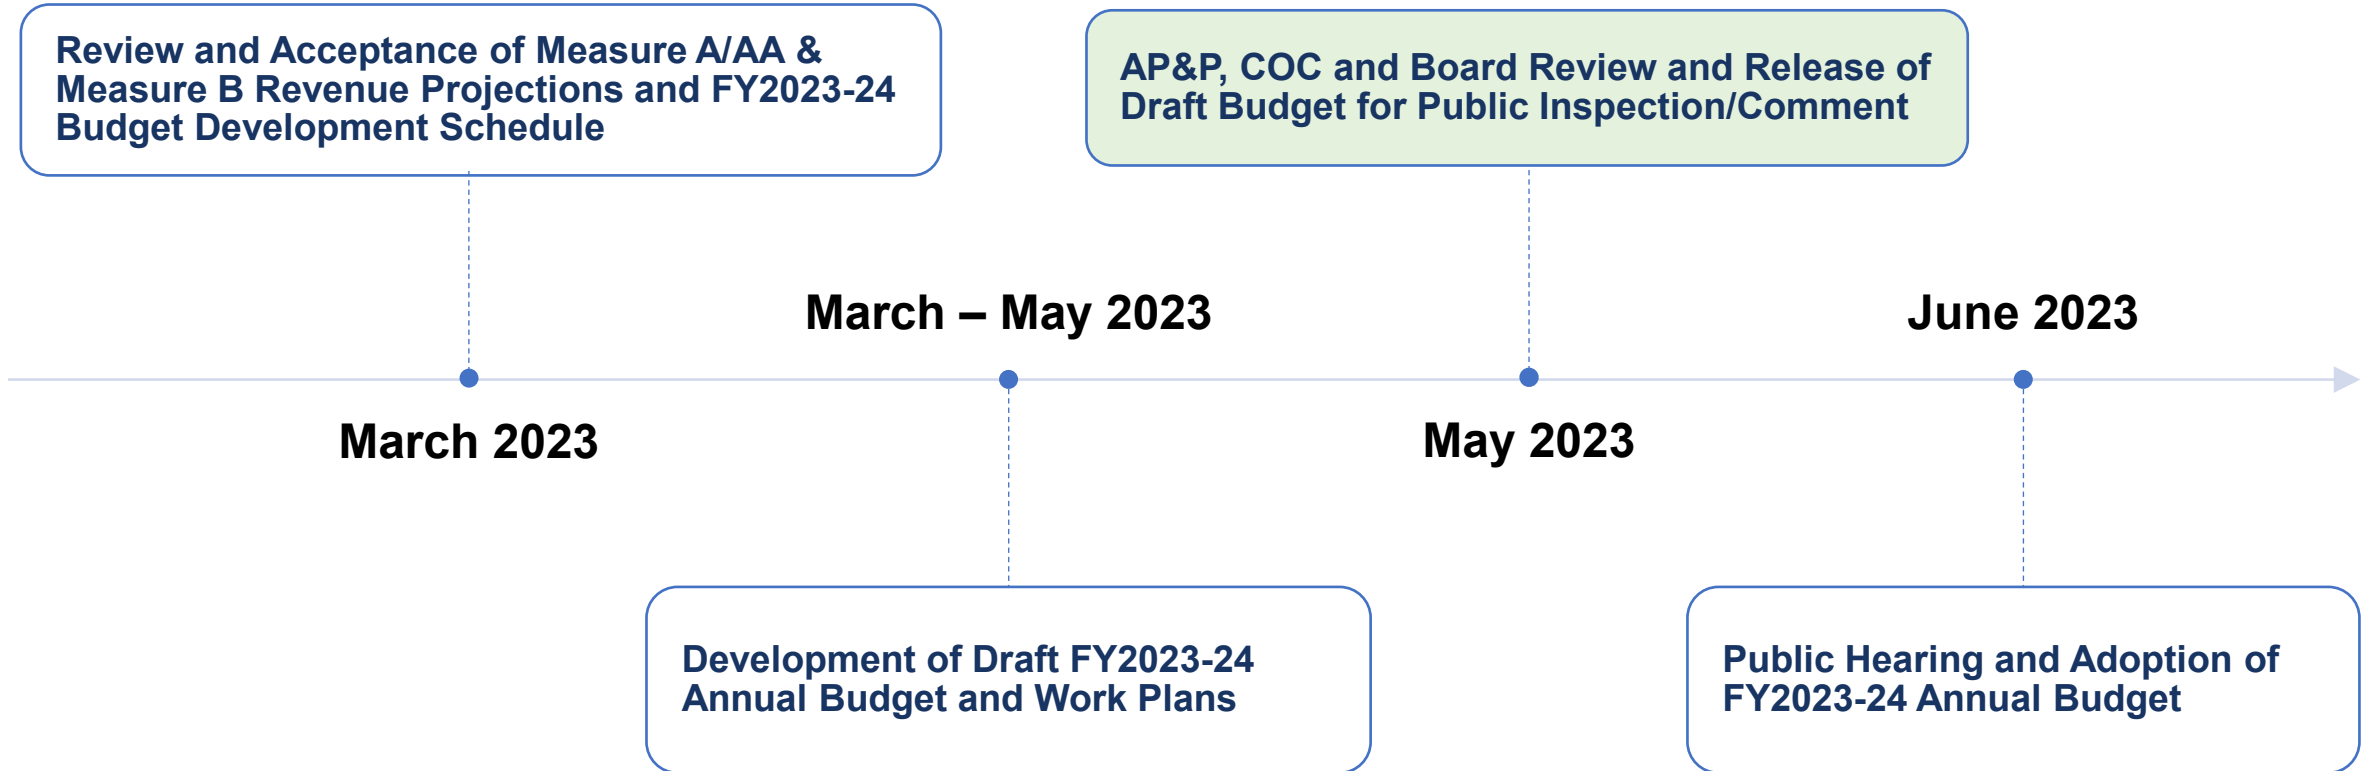 Review and Acceptance of Measure A/AA &
Measure B Revenue Projections and FY2023-24
Budget Development Schedule
AP&P, COC and Board Review and Release of
Draft Budget for Public Inspection/Comment
March – May 2023
June 2023
March 2023
May 2023
Development of Draft FY2023-24
Annual Budget and Work Plans
Public Hearing and Adoption of
FY2023-24 Annual Budget